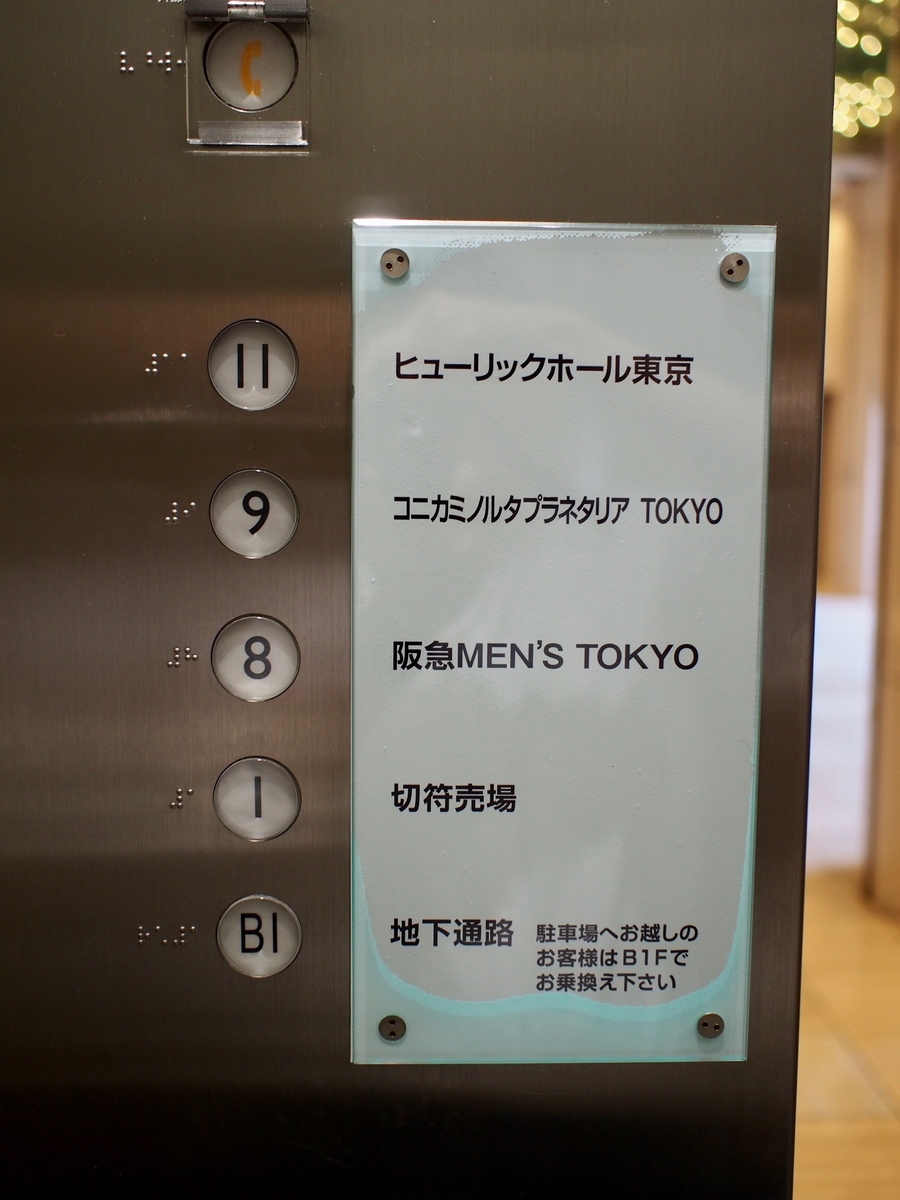 11 ヒューリックホール東京
9 コニカミノルタプラネタリア TOKYO
8 阪急MEN'S TOKYO
1 切符売場
B1 地下通路 駐車場へお越しの
お客様はB1Fで
お乗換え下さい